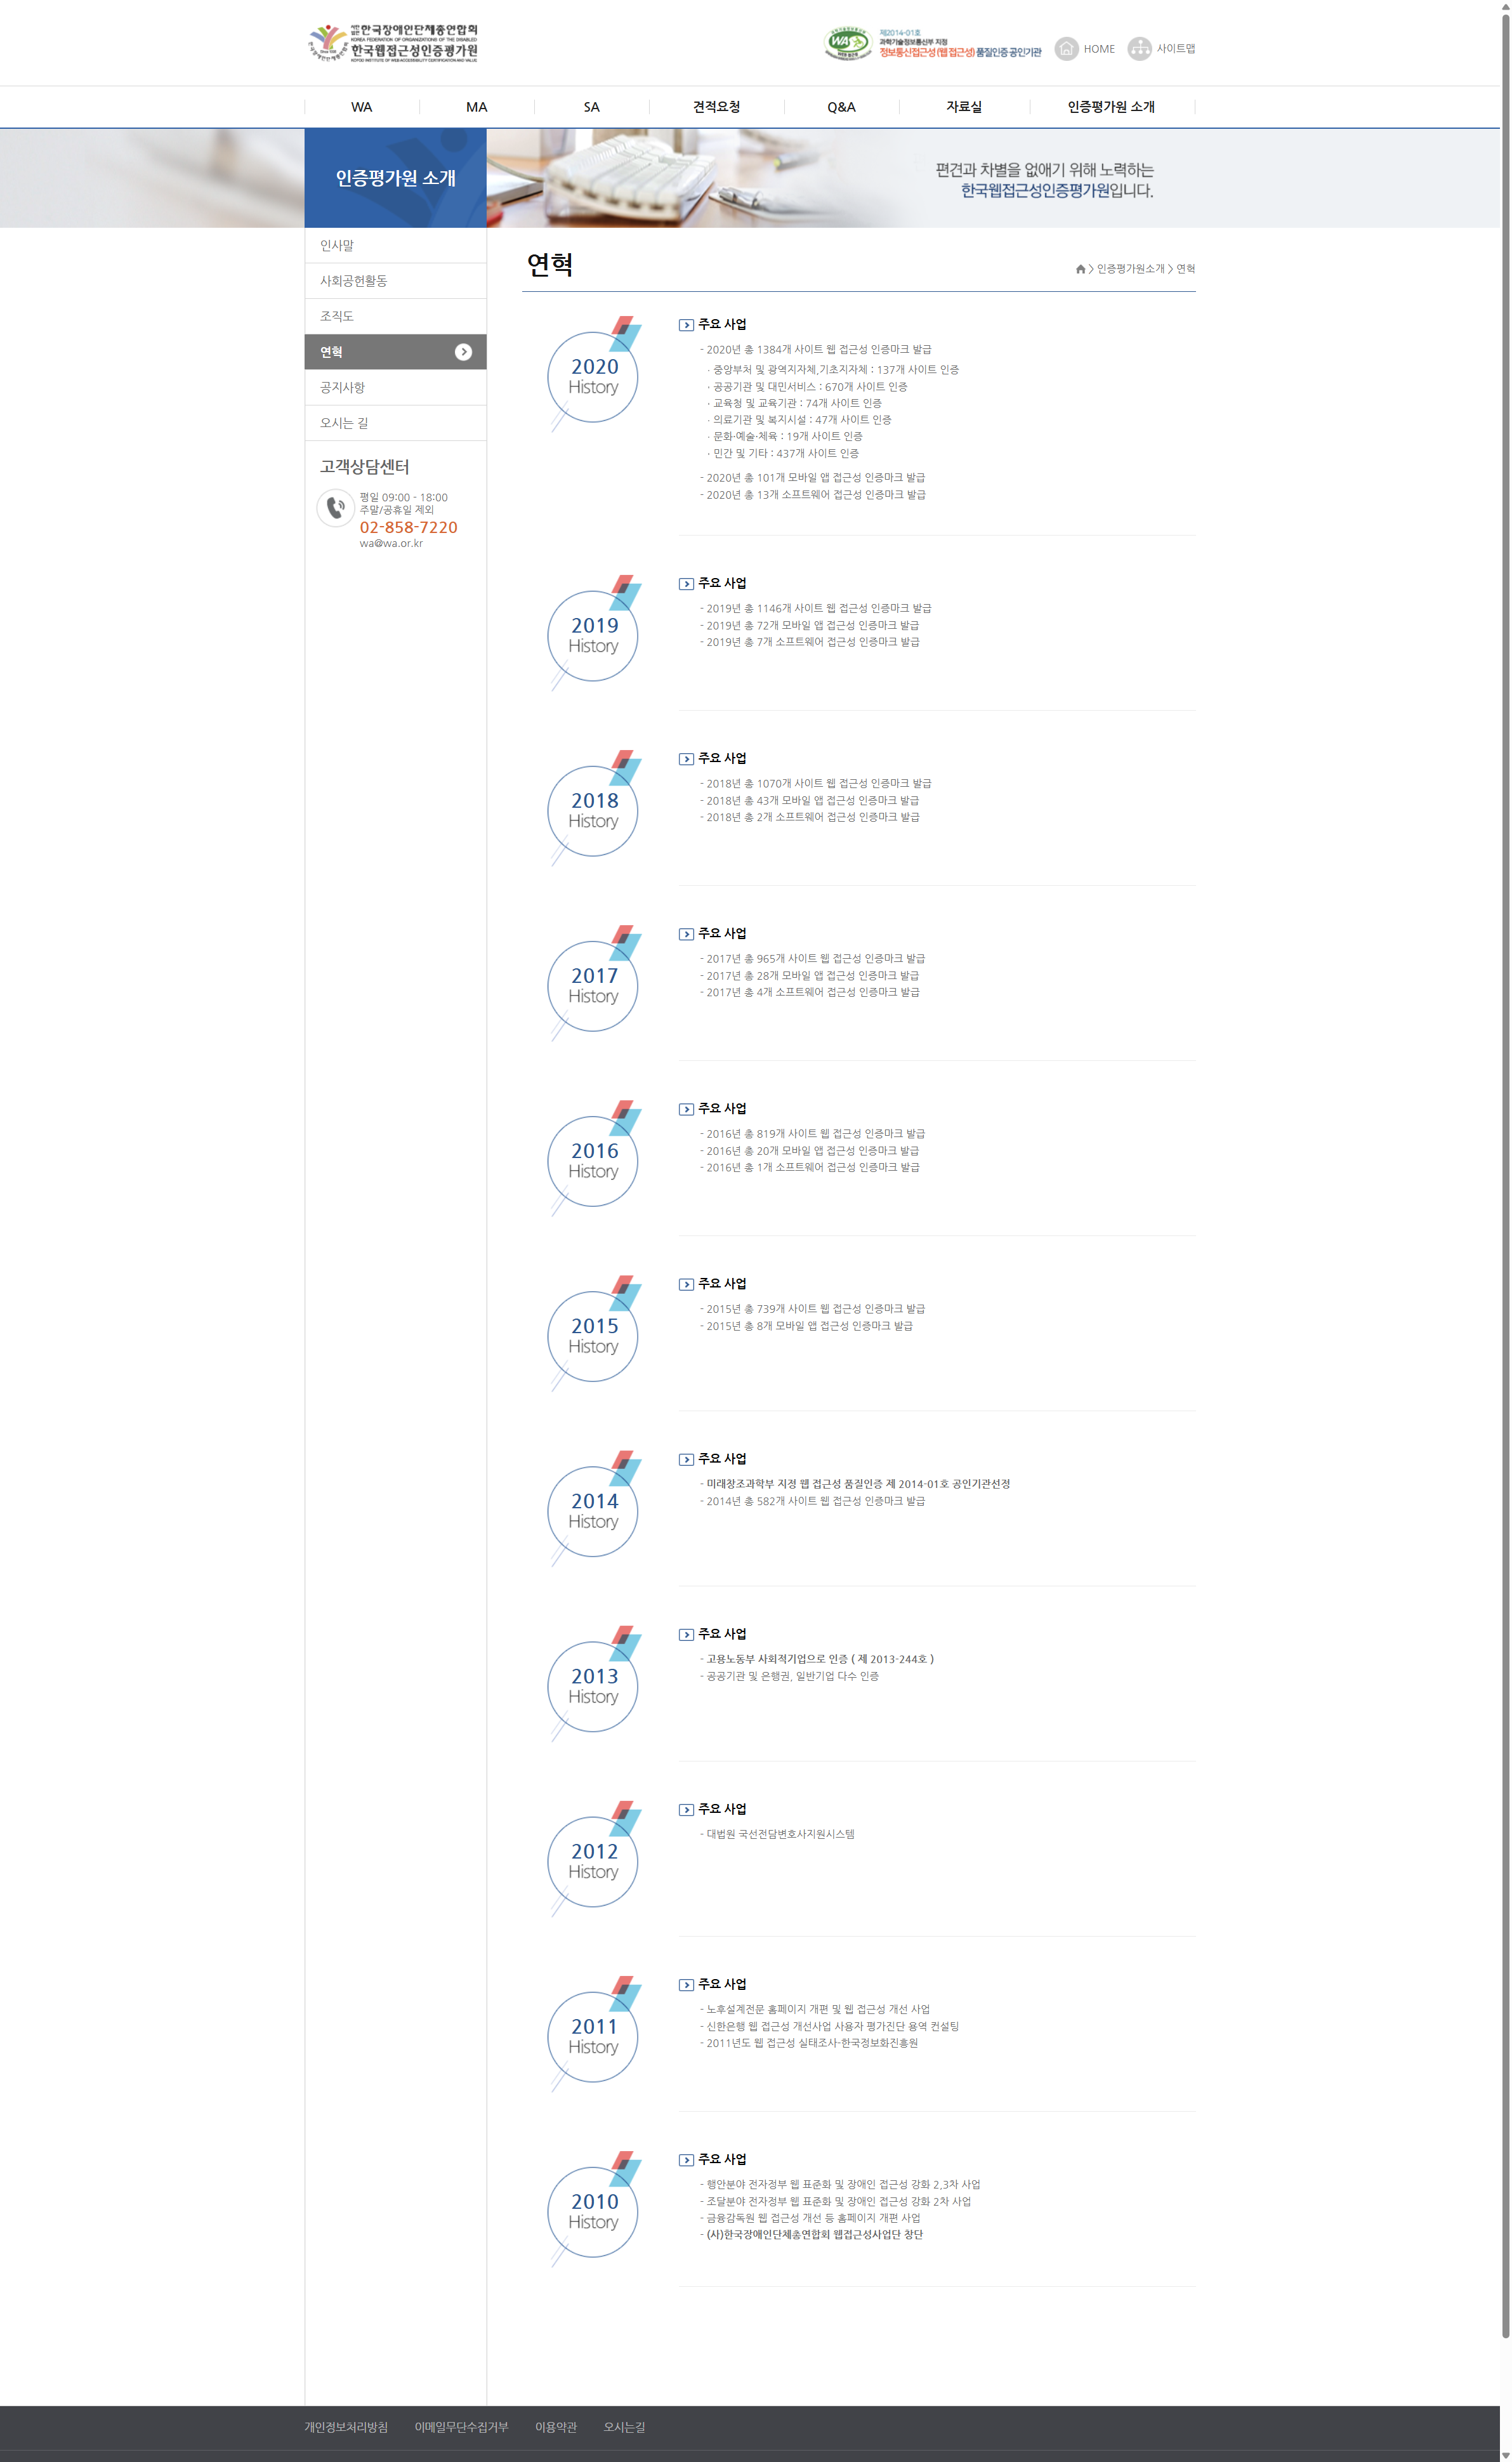 한국장애인단체총연합회
KOREA FEDERATION OF ORGANIZATIONS OF THE DISABLED
한국웹접근성인증평가원
WA
제2014-01호
과학기술정보통신부 지정
정보통신접근성(웹 접근성) 품질인증 공인기관
HOME
사이트맵
WA
MA
SA
견적요청
Q&A
자료실
인증평가원 소개
인증평가원 소개
편견과 차별을 없애기 위해 노력하는
한국웹접근성인증평가원입니다.
인사말
사회공헌활동
조직도
연혁
공지사항
오시는 길
고객상담센터
평일 09:00 - 18:00
주말/공휴일 제외
02-858-7220
wa@wa.or.kr
연혁
> 인증평가원소개 > 연혁
2020
History
주요 사업
- 2020년 총 1384개 사이트 웹 접근성 인증마크 발급
· 중앙부처 및 광역지자체,기초지자체 : 137개 사이트 인증
· 공공기관 및 대민서비스 : 670개 사이트 인증
· 교육청 및 교육기관 : 74개 사이트 인증
· 의료기관 및 복지시설 : 47개 사이트 인증
· 문화·예술·체육 : 19개 사이트 인증
· 민간 및 기타 : 437개 사이트 인증
- 2020년 총 101개 모바일 앱 접근성 인증마크 발급
- 2020년 총 13개 소프트웨어 접근성 인증마크 발급
2019
History
주요 사업
- 2019년 총 1146개 사이트 웹 접근성 인증마크 발급
- 2019년 총 72개 모바일 앱 접근성 인증마크 발급
- 2019년 총 7개 소프트웨어 접근성 인증마크 발급
2018
History
주요 사업
- 2018년 총 1070개 사이트 웹 접근성 인증마크 발급
- 2018년 총 43개 모바일 앱 접근성 인증마크 발급
- 2018년 총 2개 소프트웨어 접근성 인증마크 발급
2017
History
주요 사업
- 2017년 총 965개 사이트 웹 접근성 인증마크 발급
- 2017년 총 28개 모바일 앱 접근성 인증마크 발급
- 2017년 총 4개 소프트웨어 접근성 인증마크 발급
2016
History
주요 사업
- 2016년 총 819개 사이트 웹 접근성 인증마크 발급
- 2016년 총 20개 모바일 앱 접근성 인증마크 발급
- 2016년 총 1개 소프트웨어 접근성 인증마크 발급
2015
History
주요 사업
- 2015년 총 739개 사이트 웹 접근성 인증마크 발급
- 2015년 총 8개 모바일 앱 접근성 인증마크 발급
2014
History
주요 사업
- 미래창조과학부 지정 웹 접근성 품질인증 제 2014-01호 공인기관선정
- 2014년 총 582개 사이트 웹 접근성 인증마크 발급
2013
History
주요 사업
- 고용노동부 사회적기업으로 인증 ( 제 2013-244호 )
- 공공기관 및 은행권, 일반기업 다수 인증
2012
History
주요 사업
- 대법원 국선전담변호사지원시스템
2011
History
주요 사업
- 노후설계전문 홈페이지 개편 및 웹 접근성 개선 사업
- 신한은행 웹 접근성 개선사업 사용자 평가진단 용역 컨설팅
- 2011년도 웹 접근성 실태조사-한국정보화진흥원
2010
History
주요 사업
- 행안분야 전자정부 웹 표준화 및 장애인 접근성 강화 2,3차 사업
- 조달분야 전자정부 웹 표준화 및 장애인 접근성 강화 2차 사업
- 금융감독원 웹 접근성 개선 등 홈페이지 개편 사업
- (사)한국장애인단체총연합회 웹접근성사업단 창단
개인정보처리방침
이메일무단수집거부
이용약관
오시는길